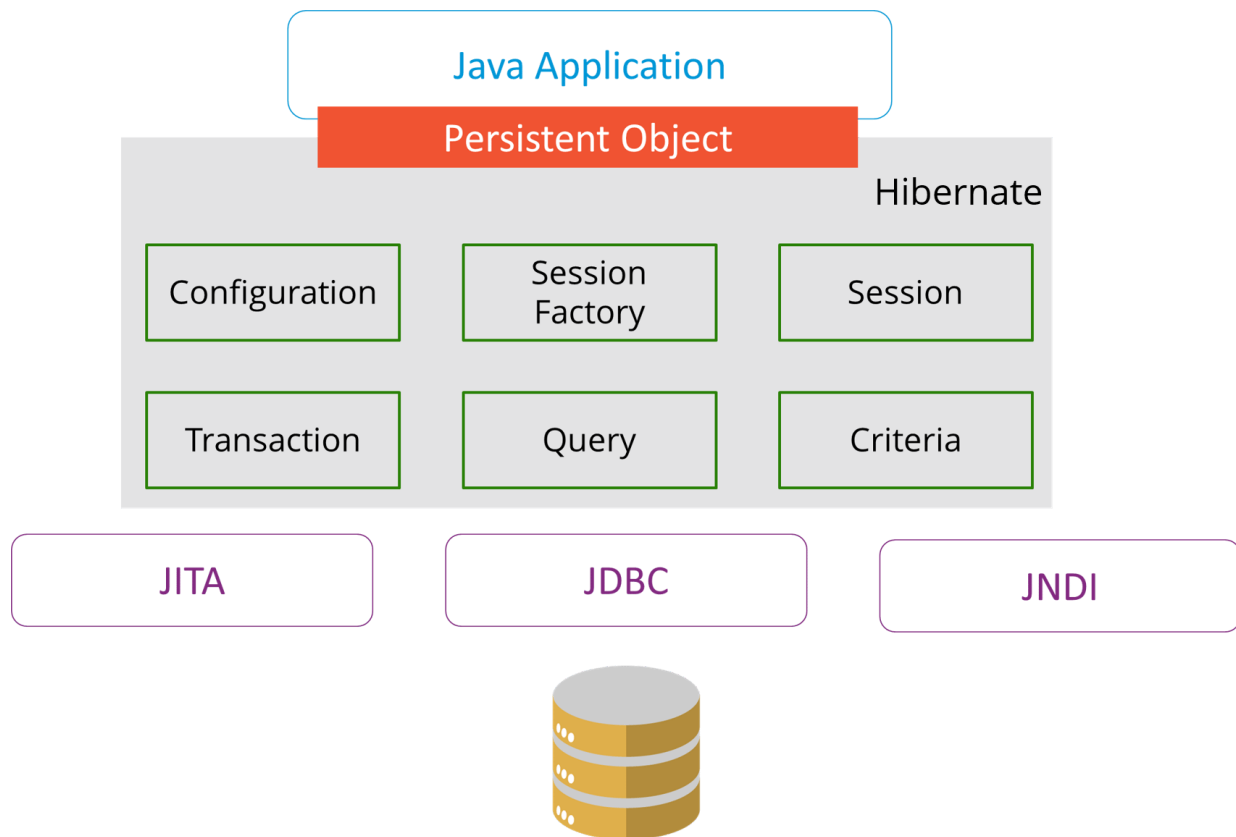 Java Application
Persistent Object
Hibernate
Configuration
Session
Factory
Session
Transaction
Query
Criteria
JITA
JDBC
JNDI